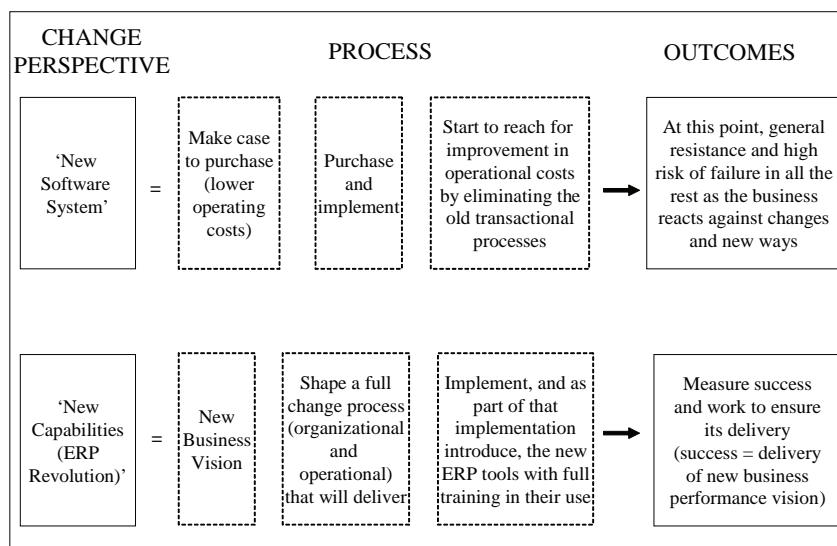 CHANGE
PERSPECTIVE
PROCESS
OUTCOMES
‘New
Software
System’
=
Make case
to purchase
(lower
operating
costs)
Purchase
and
implement
Start to reach for
improvement in
operational costs
by eliminating the
old transactional
processes
At this point, general
resistance and high
risk of failure in all the
rest as the business
reacts against changes
and new ways
‘New
Capabilities
(ERP
Revolution)’
=
New
Business
Vision
Shape a full
change process
(organizational
and
operational)
that will deliver
Implement, and as
part of that
implementation
introduce, the new
ERP tools with full
training in their use
Measure success
and work to ensure
its delivery
(success = delivery
of new business
performance vision)